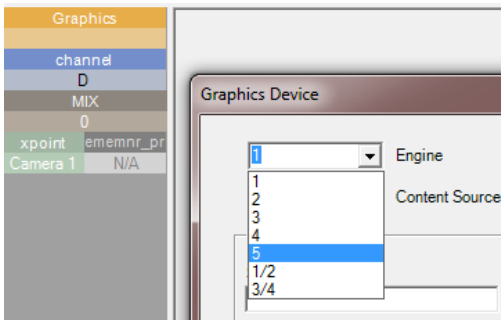 Graphics
channel
D
MIX
0
xpoint ememnr_pr
Camera 1 N/A
Graphics Device
1 Engine
1
2 Content Source
3
4
5
1/2
3/4